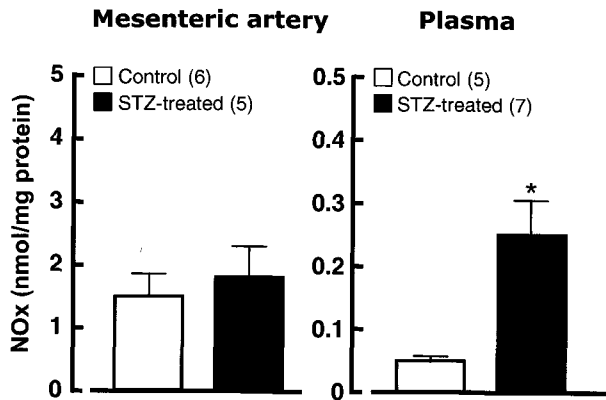 Mesenteric artery
Plasma
NOx (nmol/mg protein)
5
4
3
2
1
0
Control (6)
STZ-treated (5)
0.5
0.4
0.3
0.2
0.1
0
Control (5)
STZ-treated (7)
*